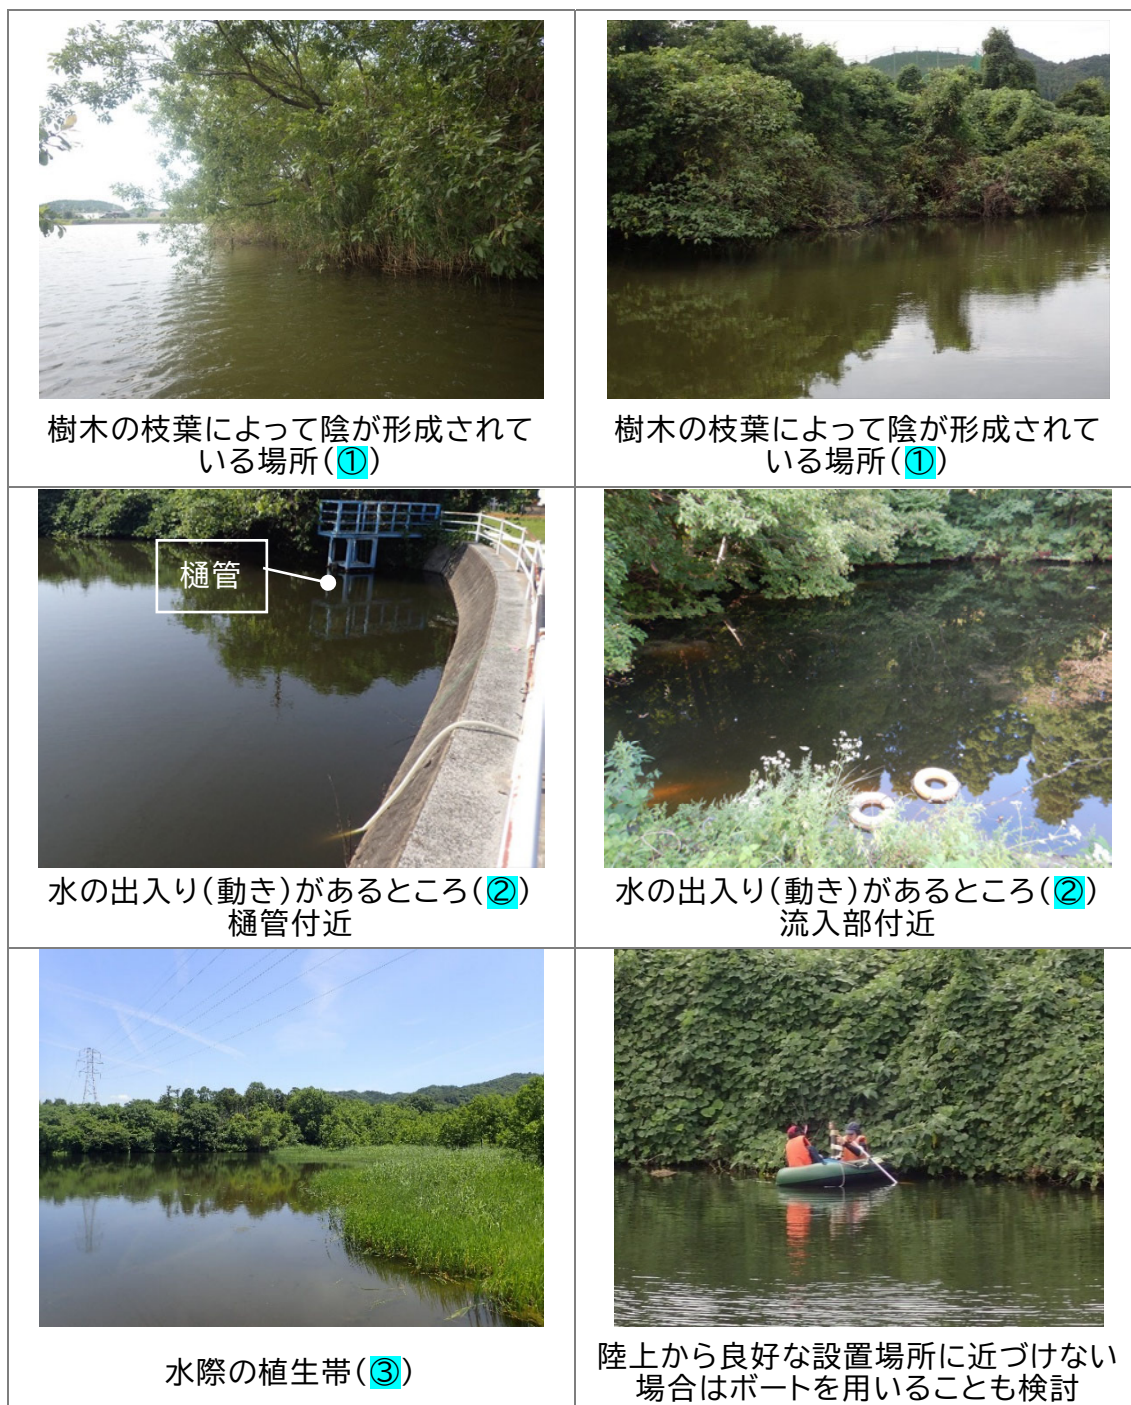 樹木の枝葉によって陰が形成されて
いる場所(①)
樹木の枝葉によって陰が形成されて
いる場所(①)
樋管
水の出入り(動き)があるところ(②)
樋管付近
水の出入り(動き)があるところ(②)
流入部付近
水際の植生帯(③)
陸上から良好な設置場所に近づけない
場合はボートを用いることも検討